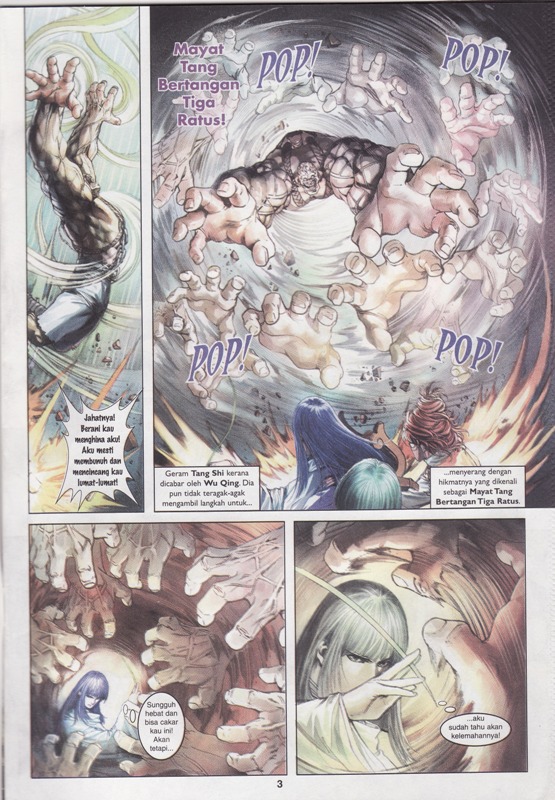 Mayat
Tang
Bertangan
Tiga
Ratus!
POP!
POP!
POP!
POP!
Jahatnya!
Berani kau
menghina aku!
Aku mesti
membunuh dan
mencincang kau
lumat-lumat!
Geram Tang Shi kerana
dicabar oleh Wu Qing. Dia
pun tidak teragak-agak
mengambil langkah untuk...
...menyerang dengan
hikmatnya yang dikenali
sebagai Mayat Tang
Bertangan Tiga Ratus.
Sungguh
hebat dan
bisa cakar
kau ini!
Akan
tetapi...
...aku
sudah tahu akan
kelemahannya!
3